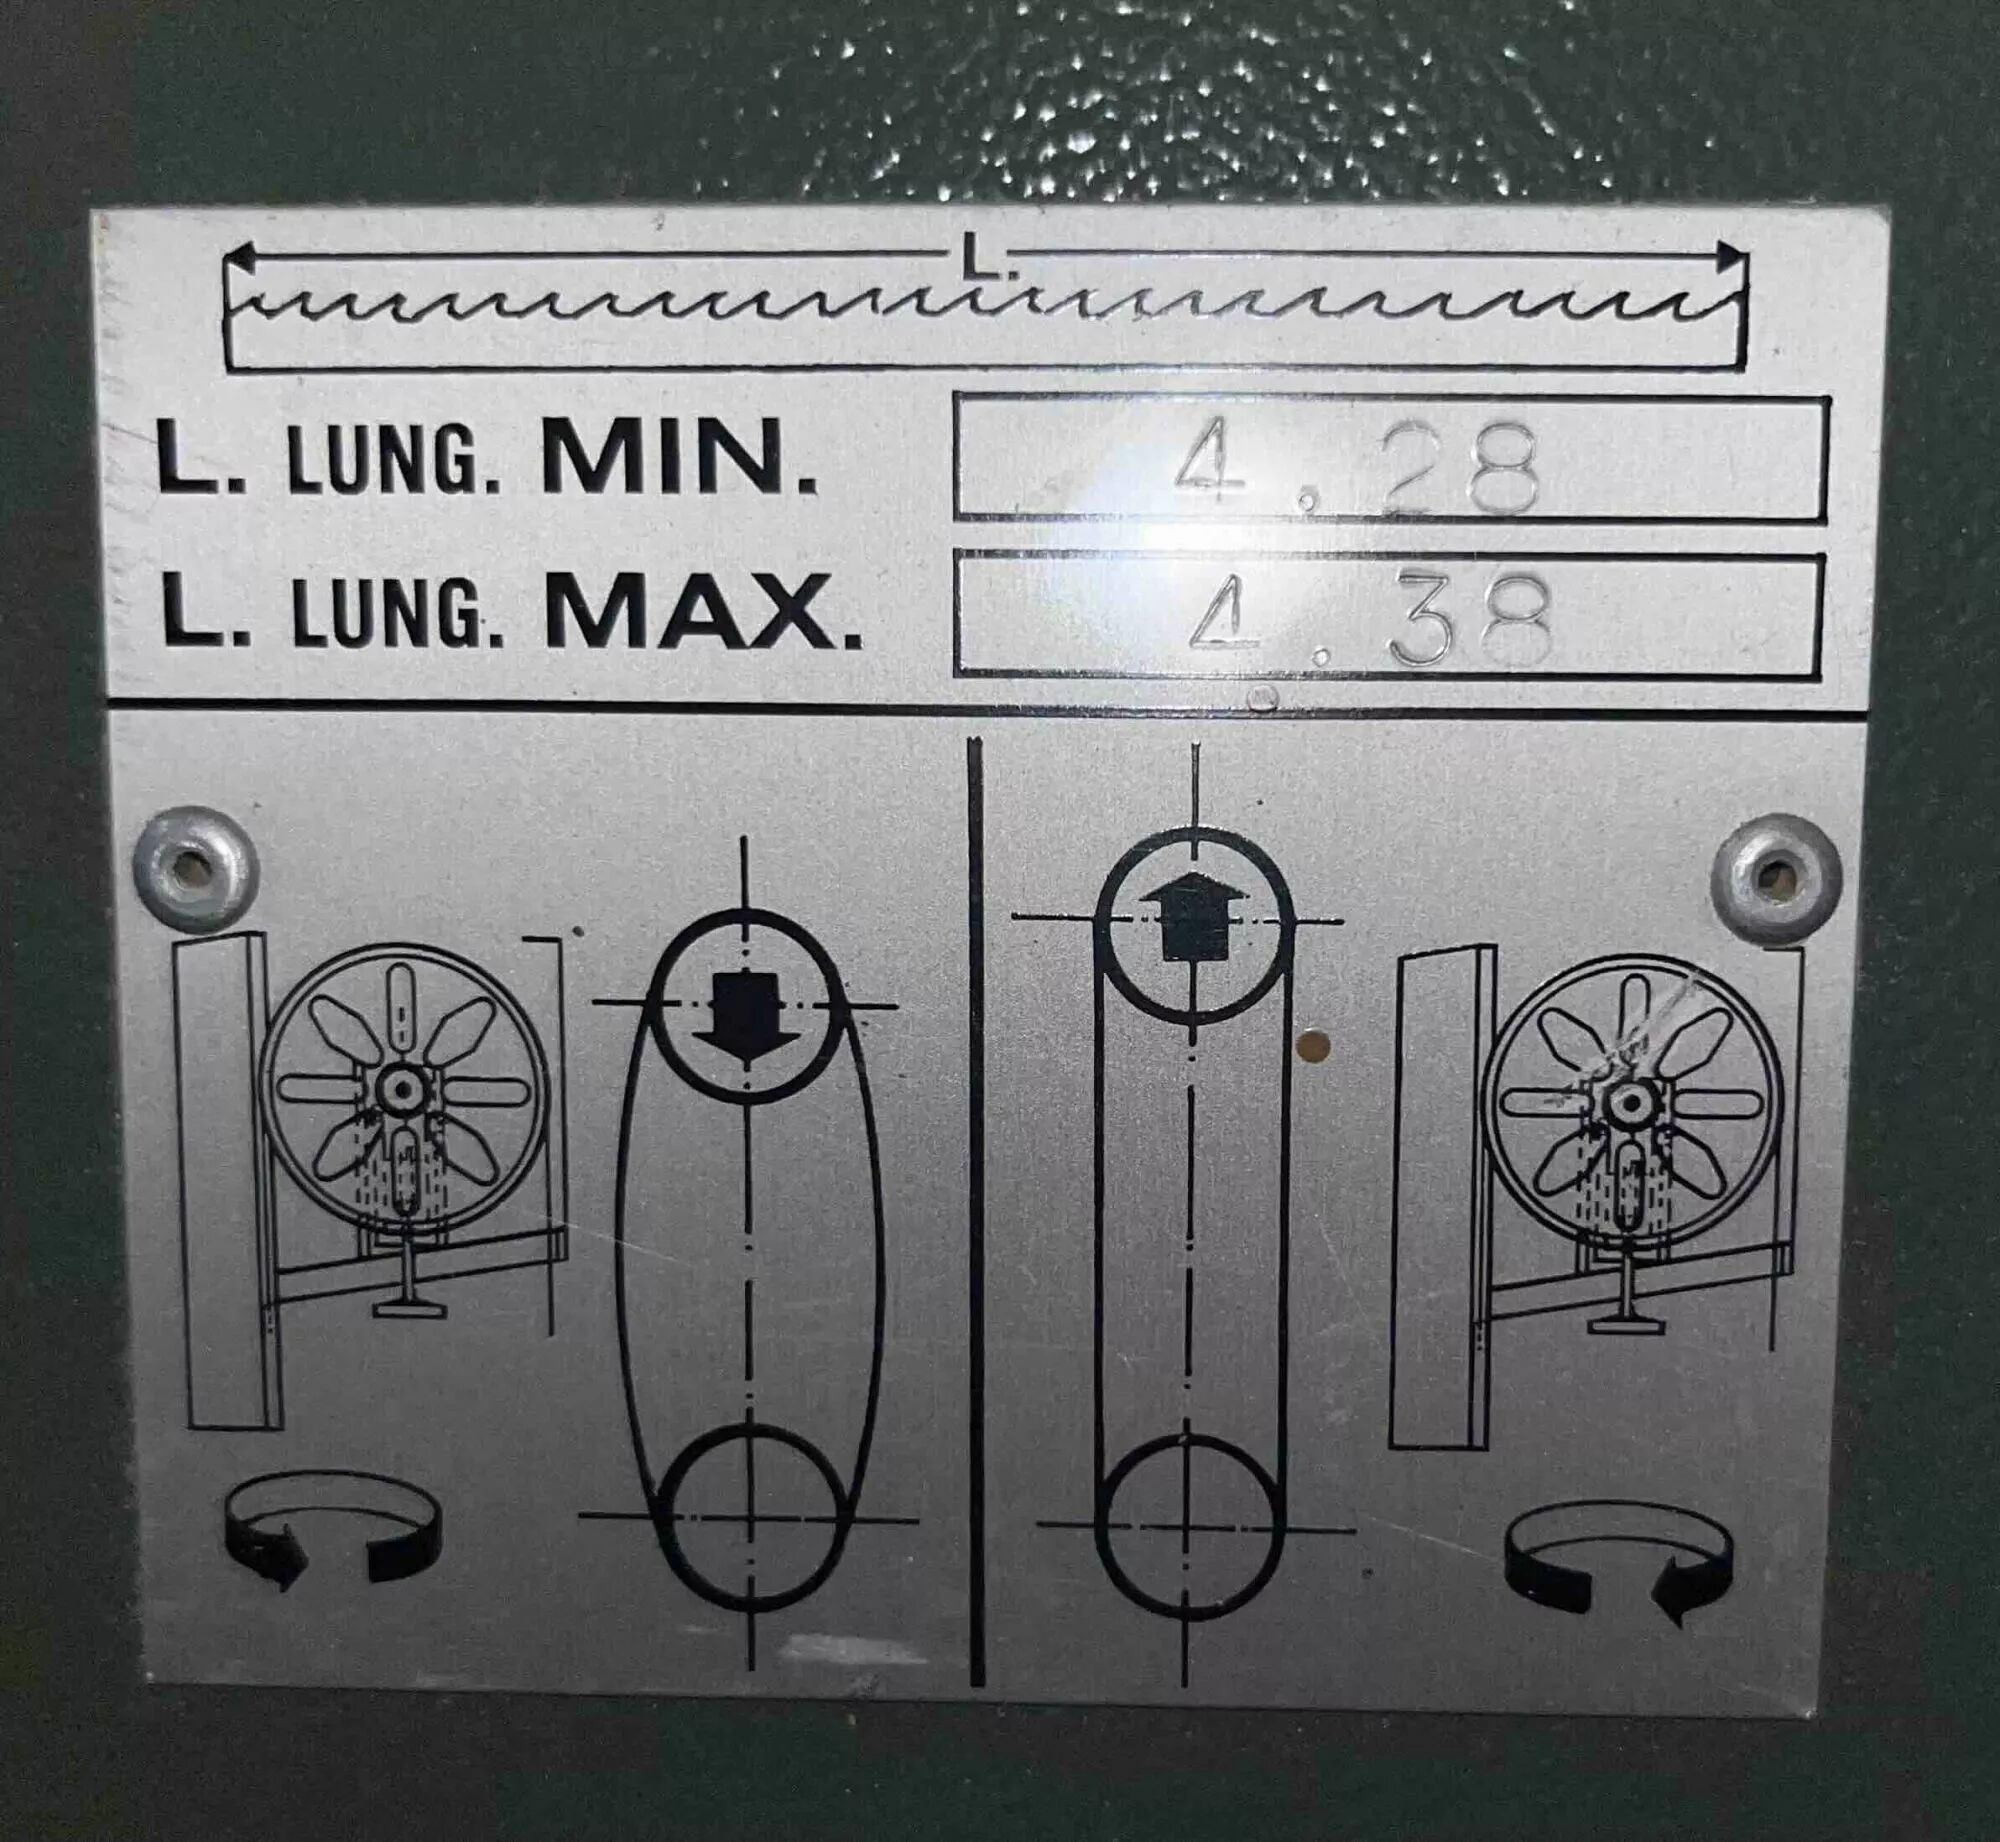 L.
L. LUNG. MIN. 4.28
L. LUNG. MAX. 4.38